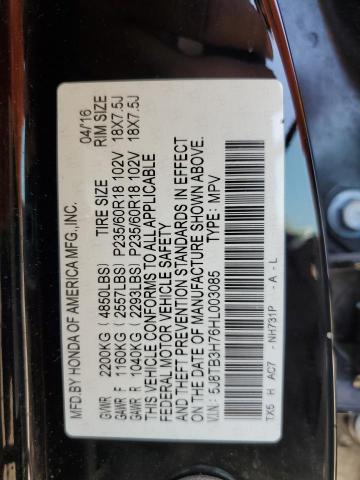 MFD.BY HONDA OF AMERICA MFG.,INC. 04/16
TIRE SIZE RIM SIZE
GVWR 2200KG ( 4850LBS)
GAWR F 1160KG ( 2557LBS) P235/60R18 102V 18X7.5J
GAWR R 1040KG ( 2293LBS) P235/60R18 102V 18X7.5J
THIS VEHICLE CONFORMS TO ALL APPLICABLE
FEDERAL MOTOR VEHICLE SAFETY
AND THEFT PREVENTION STANDARDS IN EFFECT
ON THE DATE OF MANUFACTURE SHOWN ABOVE.
V.I.N.: 5J8TB3H76HL003085 TYPE: MPV
TX5 H AC7 - NH731P - A - L